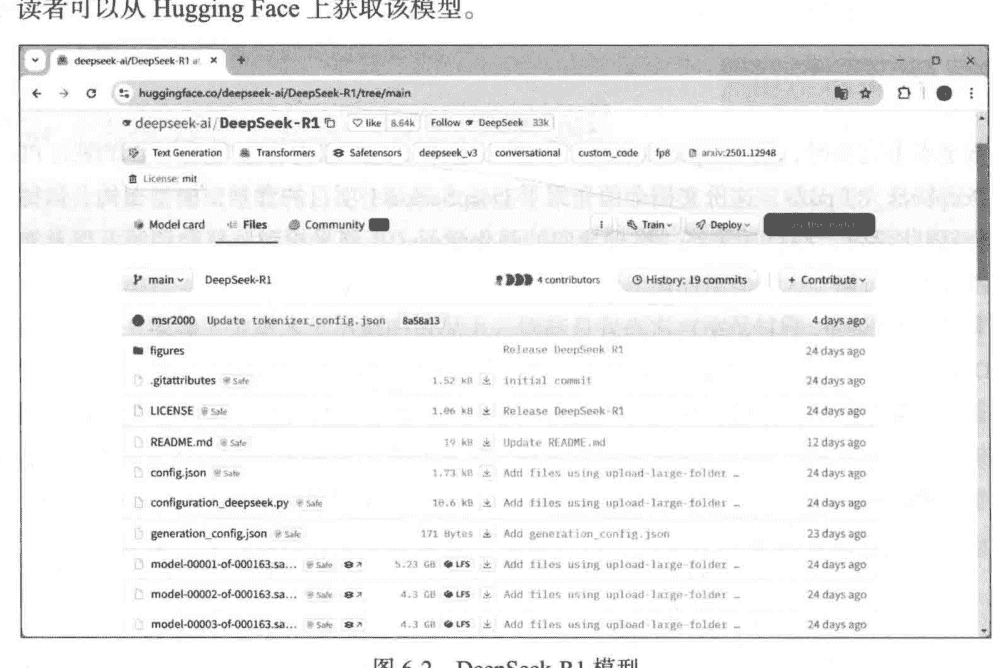 读者可以从 Hugging Face 上获取该模型。
deepseek-ai/DeepSeek-R1 at
huggingface.co/deepseek-ai/DeepSeek-R1/tree/main
deepseek-ai/DeepSeek-R1 like 8.64k Follow DeepSeek 33k
Text Generation Transformers Safetensors deepseek_v3 conversational custom_code fp8 arxiv:2501.12948
License: mit
Model card Files Community Train Deploy
main DeepSeek-R1 4 contributors History: 19 commits + Contribute
msr2000 Update tokenizer_config.json 8a58a13 4 days ago
figures Release DeepSeek-R1 24 days ago
.gitattributes Safe 1.52 kB initial commit 24 days ago
LICENSE Safe 1.06 kB Release DeepSeek-R1 24 days ago
README.md Safe 19 kB Update README.md 12 days ago
config.json Safe 1.73 kB Add files using upload-large-folder … 24 days ago
configuration_deepseek.py Safe 10.6 kB Add files using upload-large-folder … 24 days ago
generation_config.json Safe 171 Bytes Add generation_config.json 23 days ago
model-00001-of-000163.sa... Safe 5.23 GB LFS Add files using upload-large-folder … 24 days ago
model-00002-of-000163.sa... Safe 4.3 GB LFS Add files using upload-large-folder … 24 days ago
model-00003-of-000163.sa... Safe 4.3 GB LFS Add files using upload-large-folder … 24 days ago
图 6-2 DeepSeek-R1 模型